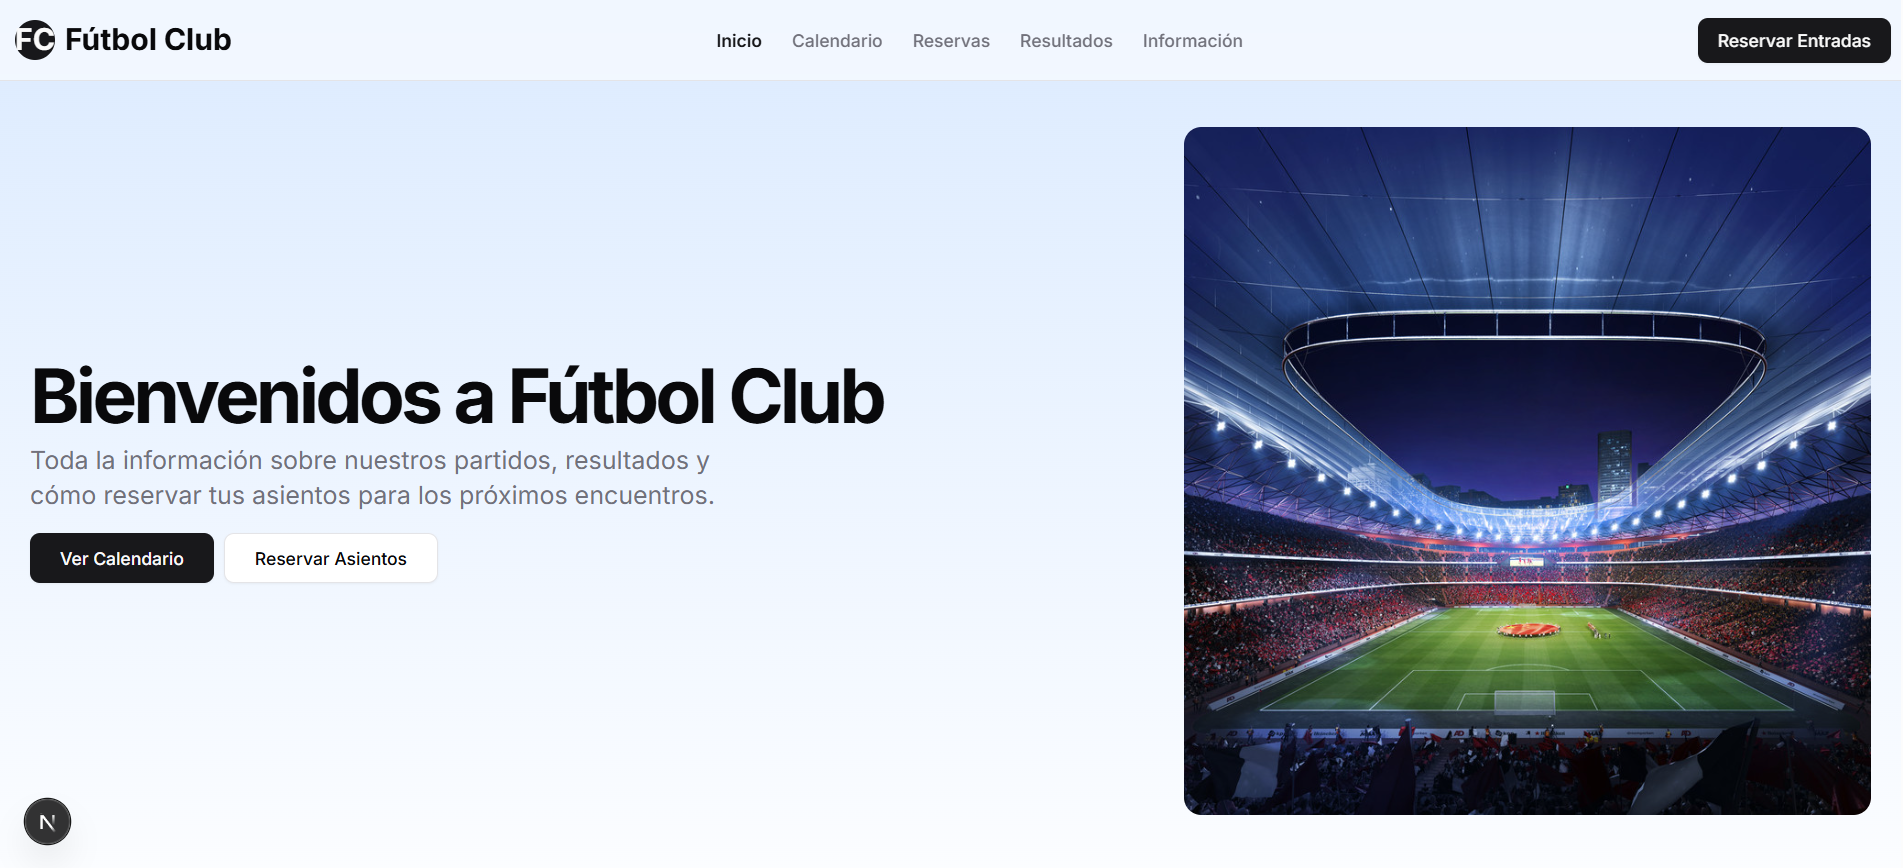 FC Fútbol Club
Inicio Calendario Reservas Resultados Información
Reservar Entradas
Bienvenidos a Fútbol Club
Toda la información sobre nuestros partidos, resultados y
cómo reservar tus asientos para los próximos encuentros.
Ver Calendario Reservar Asientos
N